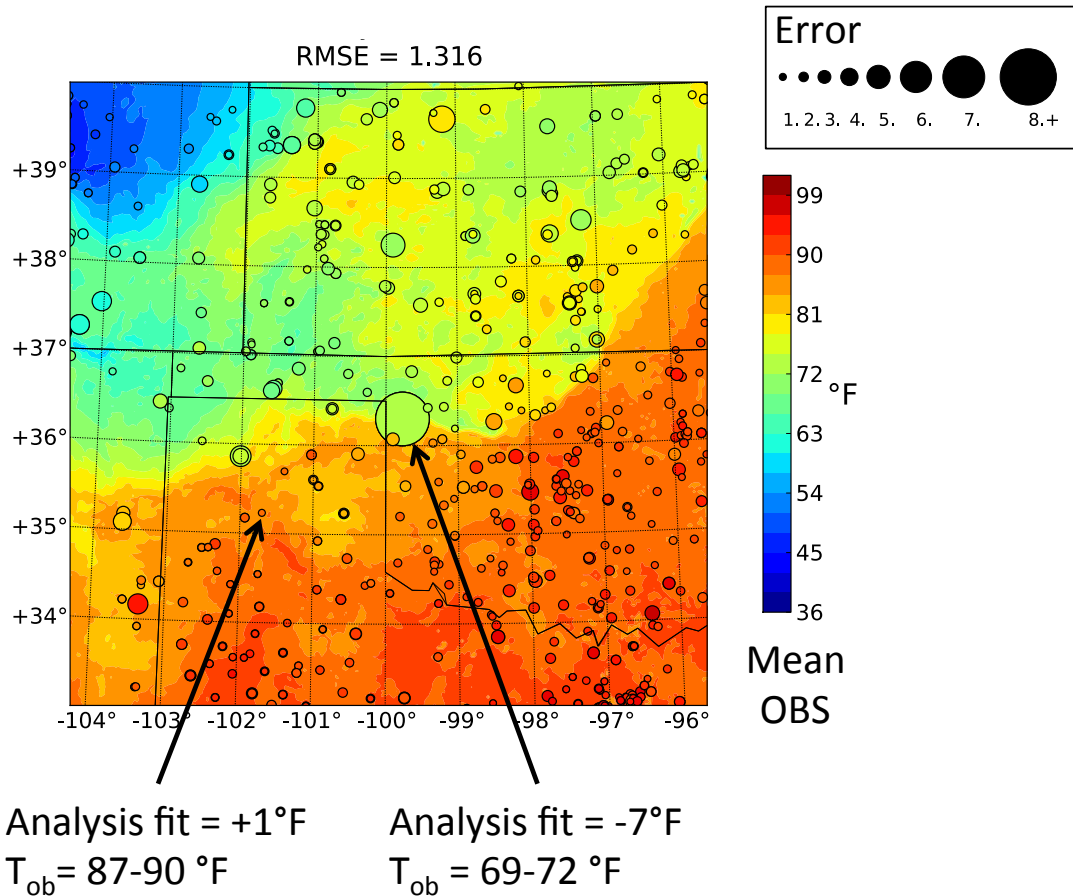 RMSE = 1.316
Error
1. 2. 3. 4. 5. 6. 7. 8.+
+39°
+38°
+37°
+36°
+35°
+34°
-104° -103° -102° -101° -100° -99° -98° -97° -96°
99
90
81
72
63
54
45
36
°F
Mean
OBS
Analysis fit = +1°F
T_ob= 87-90 °F
Analysis fit = -7°F
T_ob = 69-72 °F